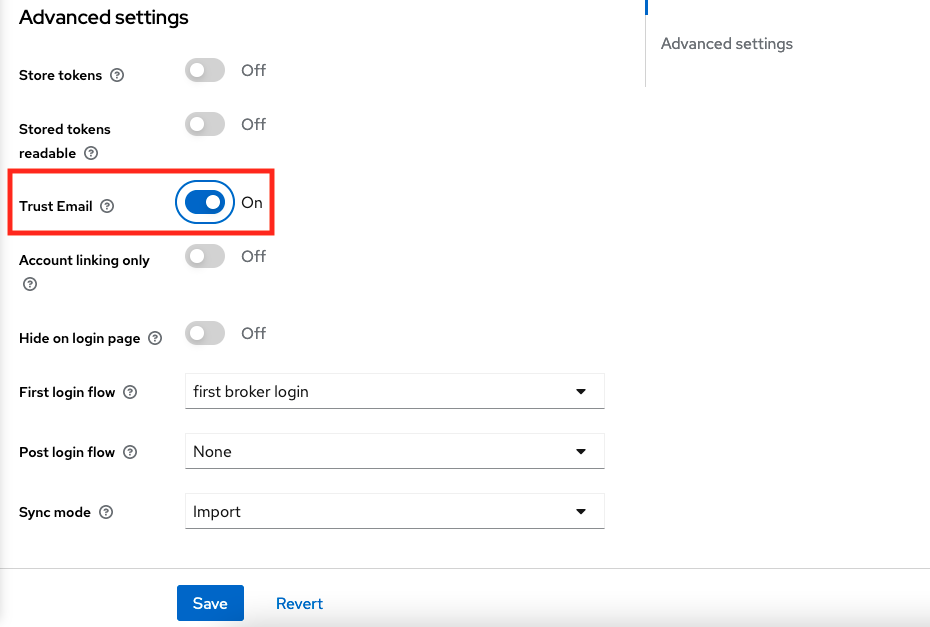 Advanced settings
Advanced settings
Store tokens
Off
Stored tokens
readable
Off
Trust Email
On
Account linking only
Off
Hide on login page
Off
First login flow
first broker login
Post login flow
None
Sync mode
Import
Save
Revert